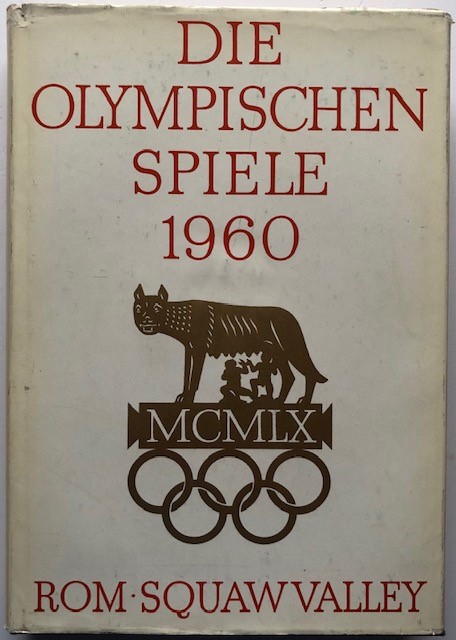 DIE
OLYMPISCHEN
SPIELE
1960
MCMLX
ROM·SQUAW VALLEY